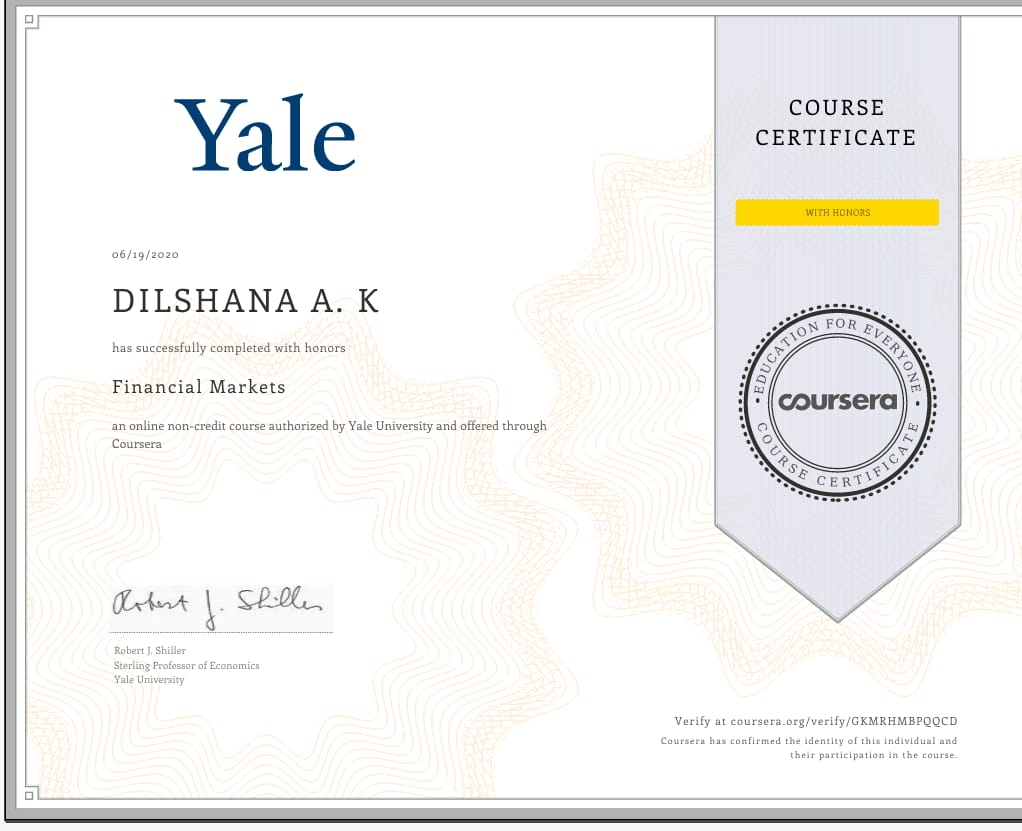 Yale
COURSE
CERTIFICATE
WITH HONORS
06/19/2020
DILSHANA A. K
has successfully completed with honors
Financial Markets
an online non-credit course authorized by Yale University and offered through
Coursera
EDUCATION FOR EVERYONE
coursera
COURSE CERTIFICATE
Robert J. Shiller
Robert J. Shiller
Sterling Professor of Economics
Yale University
Verify at coursera.org/verify/GKMRHMBPQQCD
Coursera has confirmed the identity of this individual and
their participation in the course.